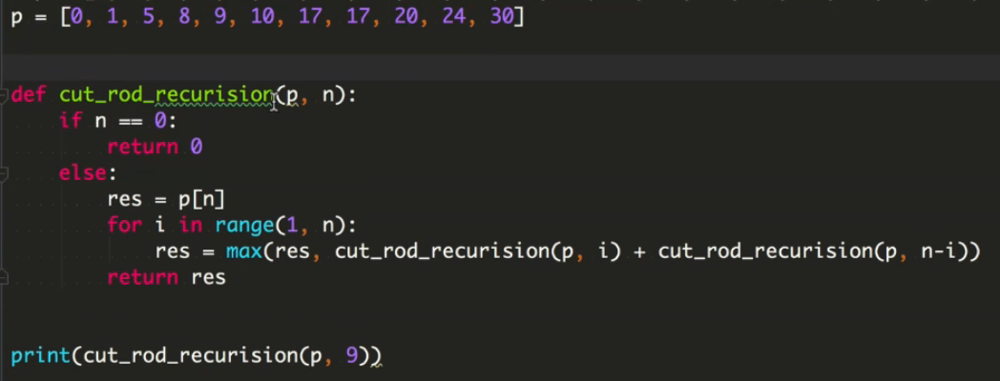 p = [0, 1, 5, 8, 9, 10, 17, 17, 20, 24, 30]
def cut_rod_recurision(p, n):
    if n == 0:
        return 0
    else:
        res = p[n]
        for i in range(1, n):
            res = max(res, cut_rod_recurision(p, i) + cut_rod_recurision(p, n-i))
        return res
print(cut_rod_recurision(p, 9))